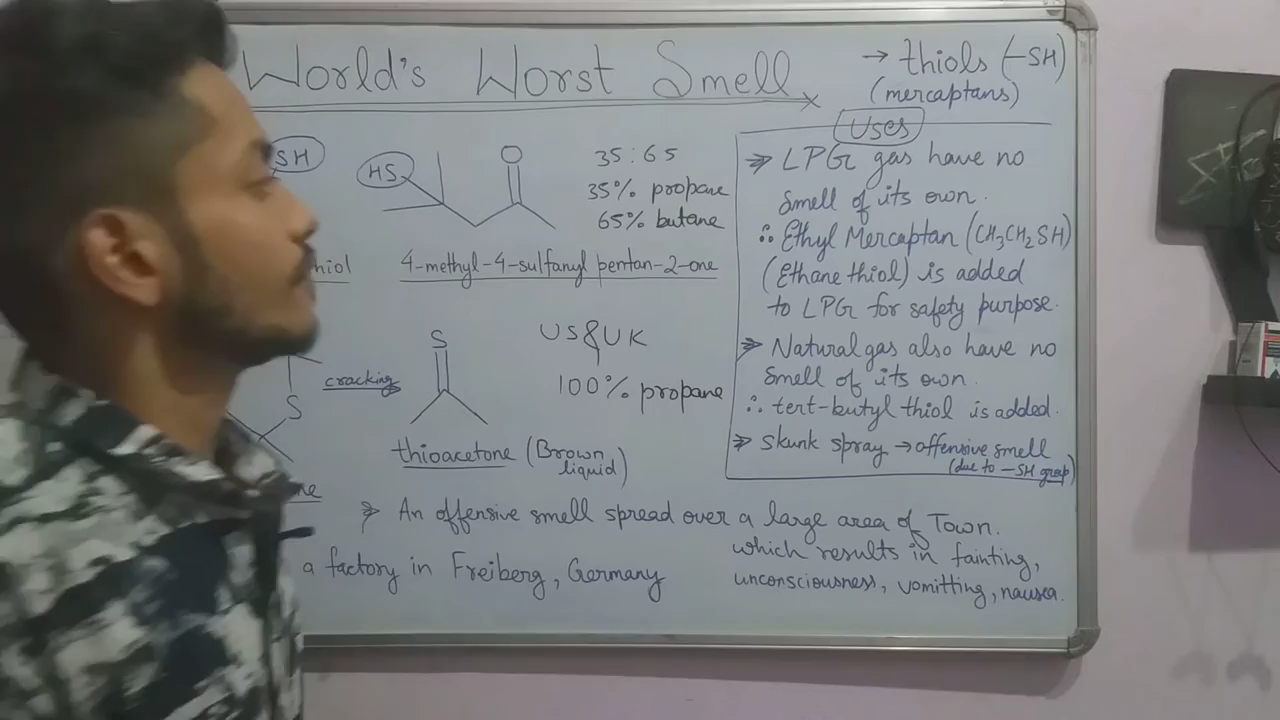 World's Worst Smell
→ thiols (-SH)
(mercaptans)
SH
HS
O
35:65
35% propane
65% butane
thiol
4-methyl-4-sulfanyl pentan-2-one
S
cracking
S
US & UK
100% propane
thioacetone (Brown
liquid)
Uses
LPG gas have no
smell of its own.
∴ Ethyl Mercaptan (CH3CH2SH)
(Ethane thiol) is added
to LPG for safety purpose.
Natural gas also have no
smell of its own.
∴ tert-butyl thiol is added.
Skunk spray → offensive smell
(due to -SH group)
ne
An offensive smell spread over a large area of Town.
which results in fainting,
unconsciousness, vomitting, nausea.
a factory in Freiberg, Germany